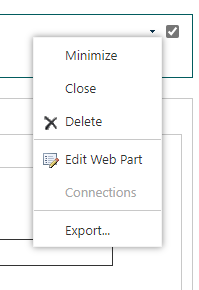 Minimize
Close
Delete
Edit Web Part
Connections
Export...